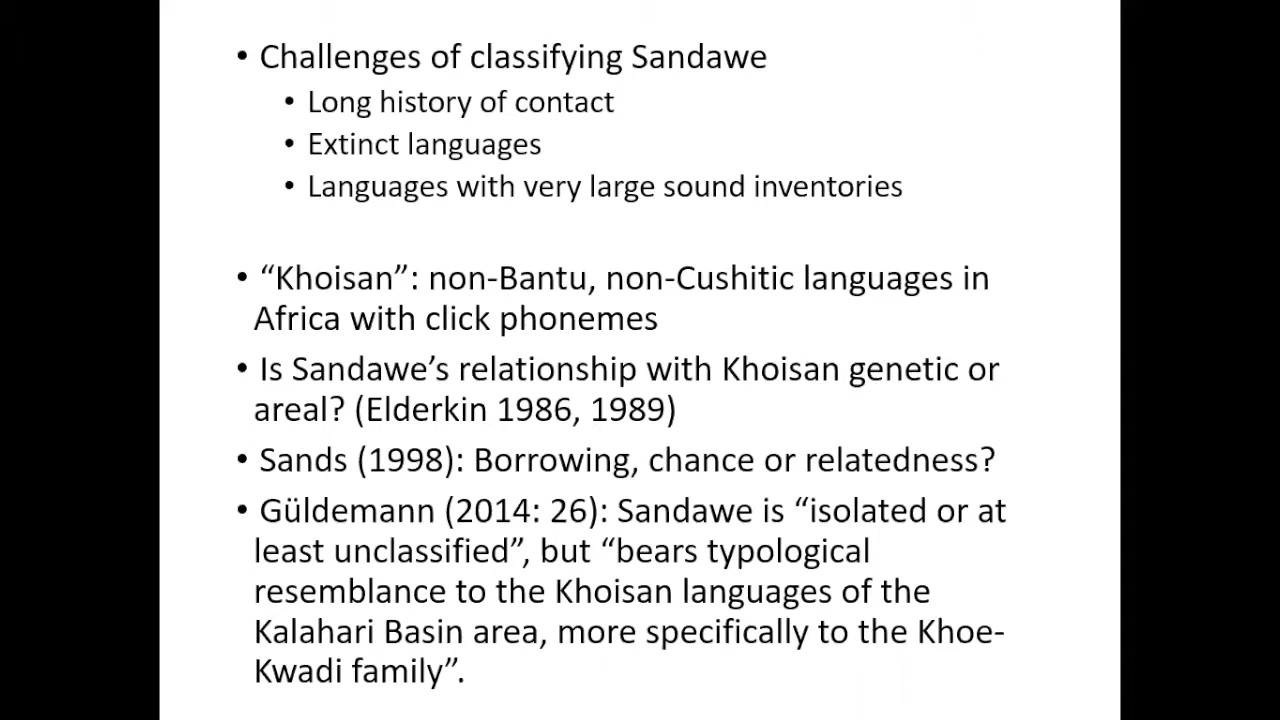 • Challenges of classifying Sandawe
• Long history of contact
• Extinct languages
• Languages with very large sound inventories
• “Khoisan”: non-Bantu, non-Cushitic languages in
Africa with click phonemes
• Is Sandawe’s relationship with Khoisan genetic or
areal? (Elderkin 1986, 1989)
• Sands (1998): Borrowing, chance or relatedness?
• Güldemann (2014: 26): Sandawe is “isolated or at
least unclassified”, but “bears typological
resemblance to the Khoisan languages of the
Kalahari Basin area, more specifically to the Khoe-
Kwadi family”.